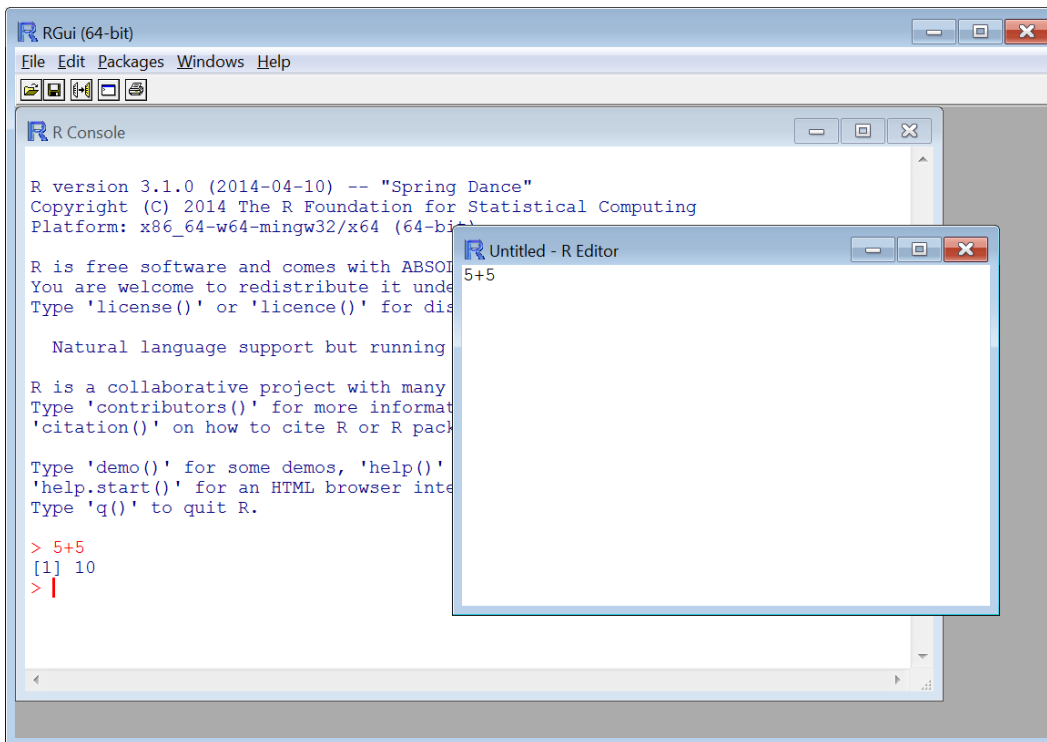 RGui (64-bit)
File Edit Packages Windows Help
R Console
R version 3.1.0 (2014-04-10) -- "Spring Dance"
Copyright (C) 2014 The R Foundation for Statistical Computing
Platform: x86_64-w64-mingw32/x64 (64-bit)
R is free software and comes with ABSOL
You are welcome to redistribute it unde
Type 'license()' or 'licence()' for dis
Natural language support but running
R is a collaborative project with many
Type 'contributors()' for more informat
'citation()' on how to cite R or R pack
Type 'demo()' for some demos, 'help()'
'help.start()' for an HTML browser inte
Type 'q()' to quit R.
> 5+5
[1] 10
>
Untitled - R Editor
5+5